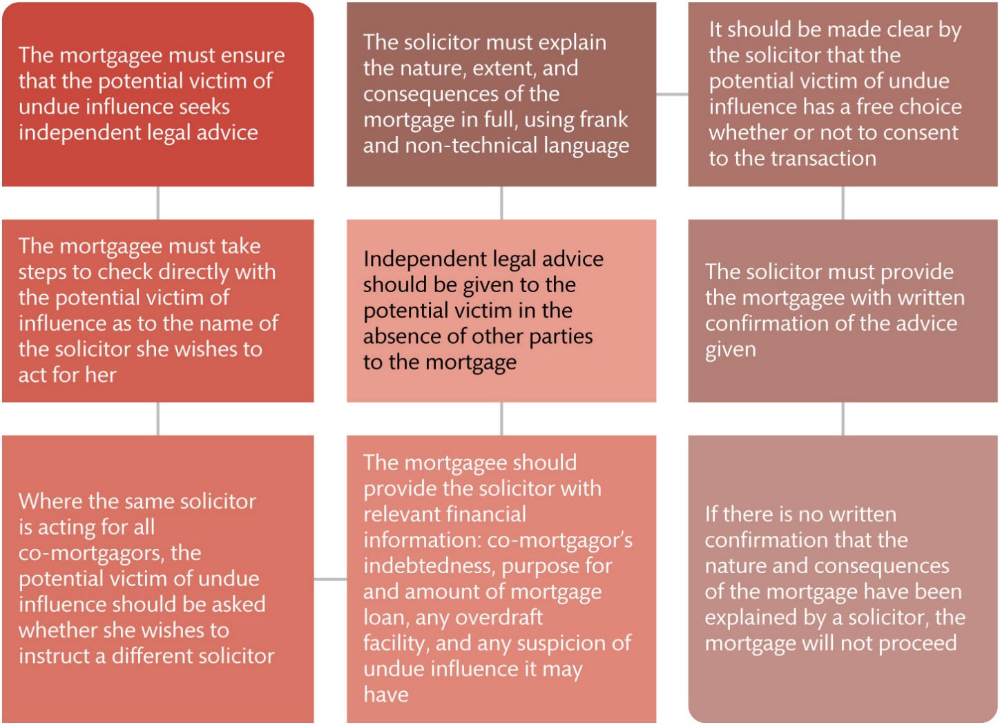 The mortgagee must ensure
that the potential victim of
undue influence seeks
independent legal advice
The mortgagee must take
steps to check directly with
the potential victim of
influence as to the name of
the solicitor she wishes to
act for her
Where the same solicitor
is acting for all
co-mortgagors, the
potential victim of undue
influence should be asked
whether she wishes to
instruct a different solicitor
The mortgagee should
provide the solicitor with
relevant financial
information: co-mortgagor’s
indebtedness, purpose for
and amount of mortgage
loan, any overdraft
facility, and any suspicion of
undue influence it may
have
Independent legal advice
should be given to the
potential victim in the
absence of other parties
to the mortgage
The solicitor must explain
the nature, extent, and
consequences of the
mortgage in full, using frank
and non-technical language
It should be made clear by
the solicitor that the
potential victim of undue
influence has a free choice
whether or not to consent
to the transaction
The solicitor must provide
the mortgagee with written
confirmation of the advice
given
If there is no written
confirmation that the
nature and consequences
of the mortgage have been
explained by a solicitor, the
mortgage will not proceed